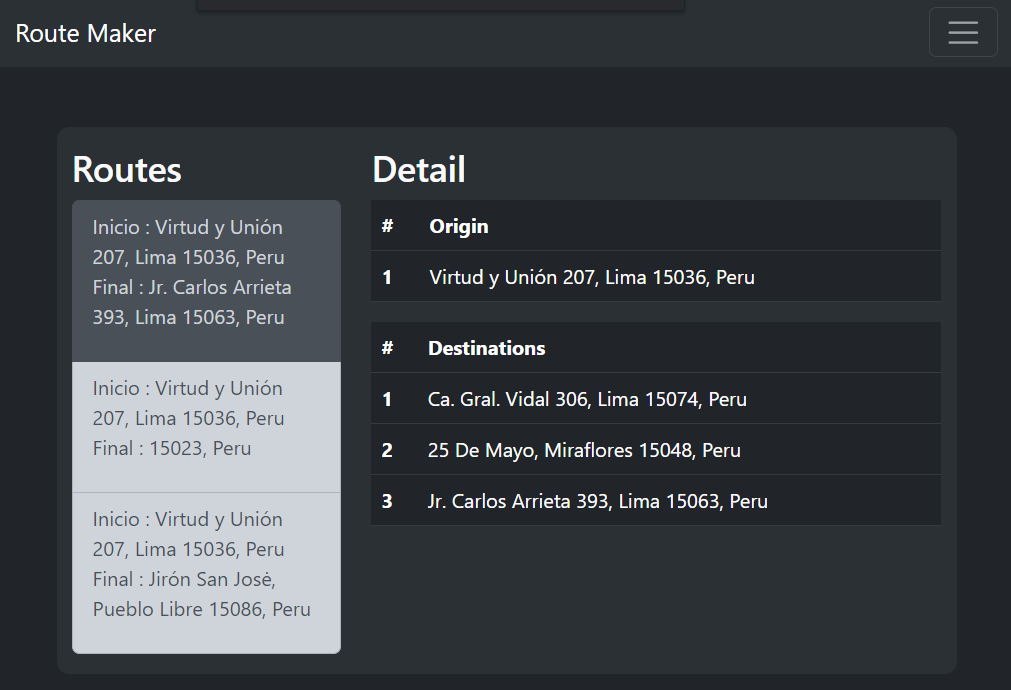 Route Maker
Routes
Inicio : Virtud y Unión
207, Lima 15036, Peru
Final : Jr. Carlos Arrieta
393, Lima 15063, Peru
Inicio : Virtud y Unión
207, Lima 15036, Peru
Final : 15023, Peru
Inicio : Virtud y Unión
207, Lima 15036, Peru
Final : Jirón San José,
Pueblo Libre 15086, Peru
Detail
# Origin
1 Virtud y Unión 207, Lima 15036, Peru
# Destinations
1 Ca. Gral. Vidal 306, Lima 15074, Peru
2 25 De Mayo, Miraflores 15048, Peru
3 Jr. Carlos Arrieta 393, Lima 15063, Peru